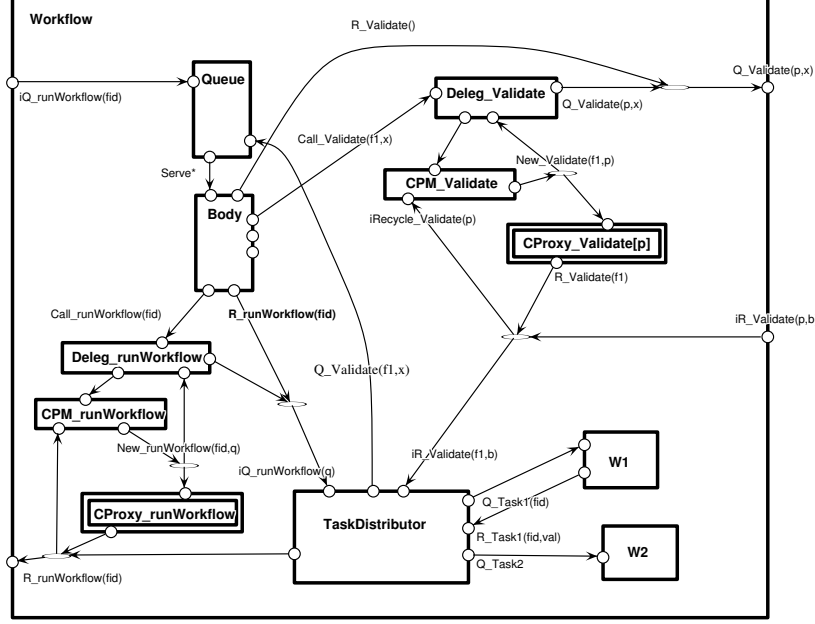 Workflow
R_Validate()
Queue
Q_Validate(p,x)
iQ_runWorkflow(fid)
Deleg_Validate
Q_Validate(p,x)
Call_Validate(f1,x)
New_Validate(f1,p)
Serve*
CPM_Validate
Body
iRecycle_Validate(p)
CProxy_Validate[p]
R_Validate(f1)
Call_runWorkflow(fid)
R_runWorkflow(fid)
iR_Validate(p,b
Deleg_runWorkflow
Q_Validate(f1,x)
CPM_runWorkflow
New_runWorkflow(fid,q)
iR_Validate(f1,b)
iQ_runWorkflow(q)
W1
Q_Task1(fid)
CProxy_runWorkflow
TaskDistributor
R_Task1(fid,val)
W2
Q_Task2
R_runWorkflow(fid)